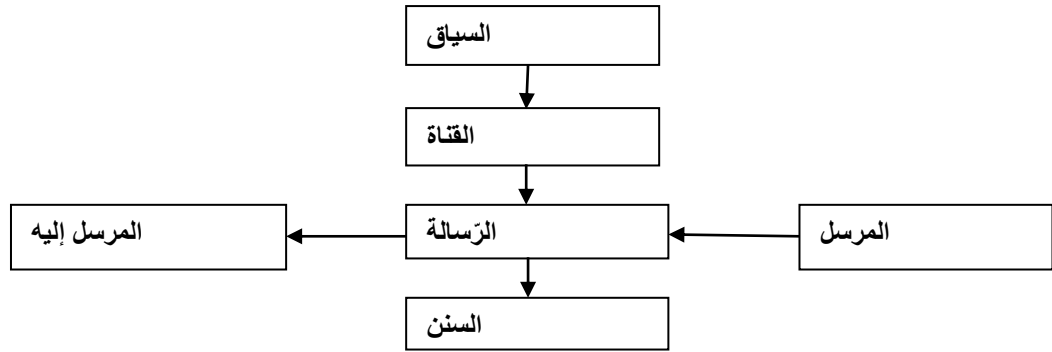 السياق
القناة
المرسل
الرّسالة
المرسل إليه
السنن